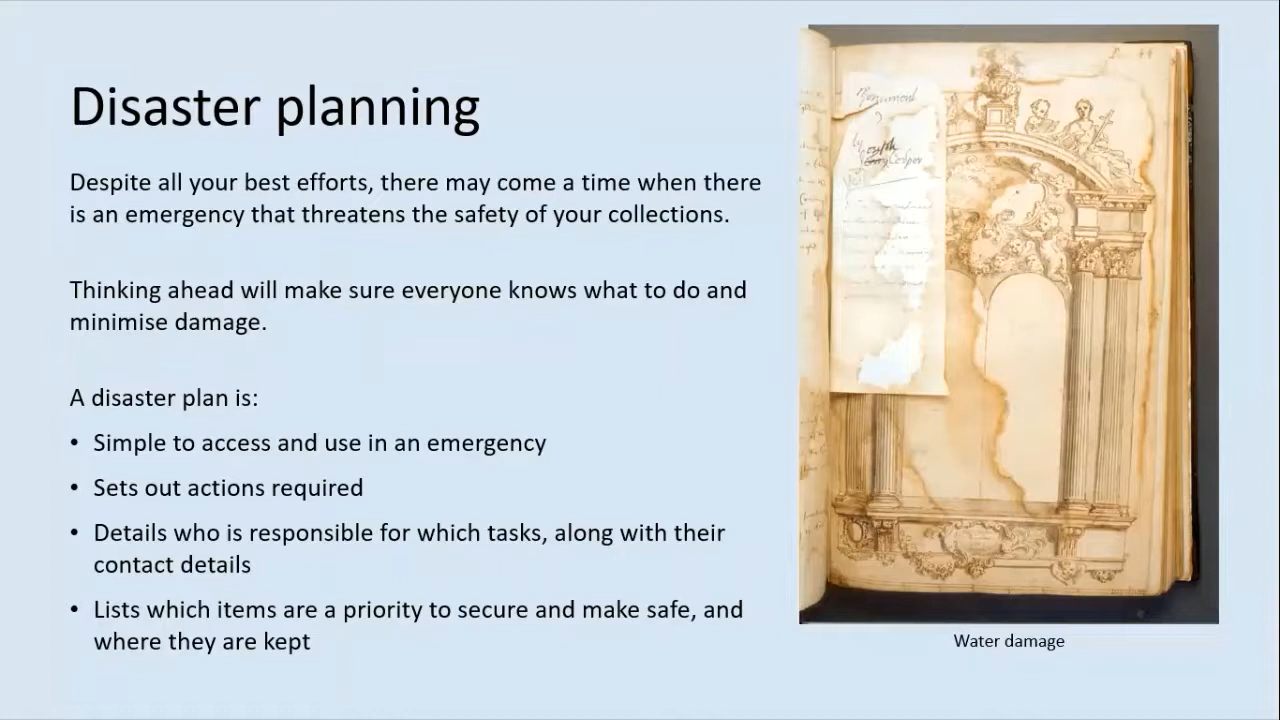 Disaster planning
Despite all your best efforts, there may come a time when there
is an emergency that threatens the safety of your collections.
Thinking ahead will make sure everyone knows what to do and
minimise damage.
A disaster plan is:
• Simple to access and use in an emergency
• Sets out actions required
• Details who is responsible for which tasks, along with their
contact details
• Lists which items are a priority to secure and make safe, and
where they are kept
Monument
by
Water damage